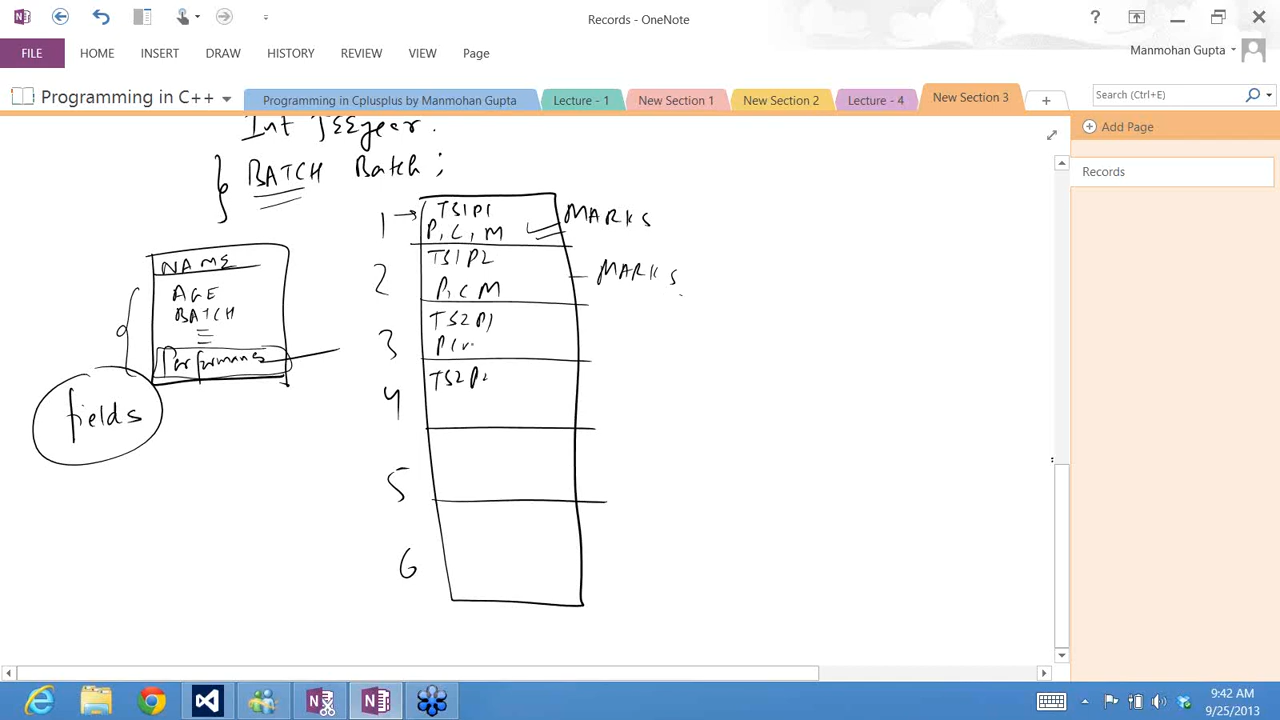 Records - OneNote
FILE HOME INSERT DRAW HISTORY REVIEW VIEW Page
Manmohan Gupta
Programming in C++
Programming in Cplusplus by Manmohan Gupta
Lecture - 1
New Section 1
New Section 2
Lecture - 4
New Section 3
Search (Ctrl+E)
Add Page
Records
Int JEEyear.
} BATCH Batch ;
1 TS1P1 MARKS
P, C, M
2 TS1P2 MARKS
P, C M
3 TS2P1
4 TS2P2
5
6
NAME
AGE
BATCH
Performance
fields
9:42 AM
9/25/2013